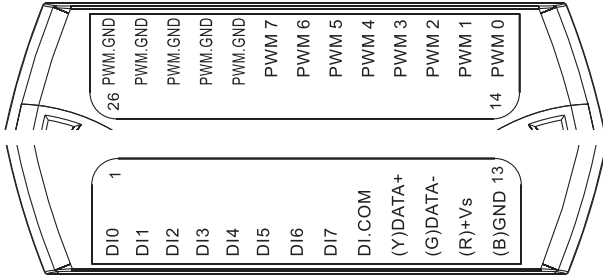 PWM.GND
PWM.GND
PWM.GND
PWM.GND
PWM.GND
PWM 7
PWM 6
PWM 5
PWM 4
PWM 3
PWM 2
PWM 1
PWM 0
26
14
1
DI0
DI1
DI2
DI3
DI4
DI5
DI6
DI7
DI.COM
(Y)DATA+
(G)DATA-
(R)+Vs
(B)GND 13